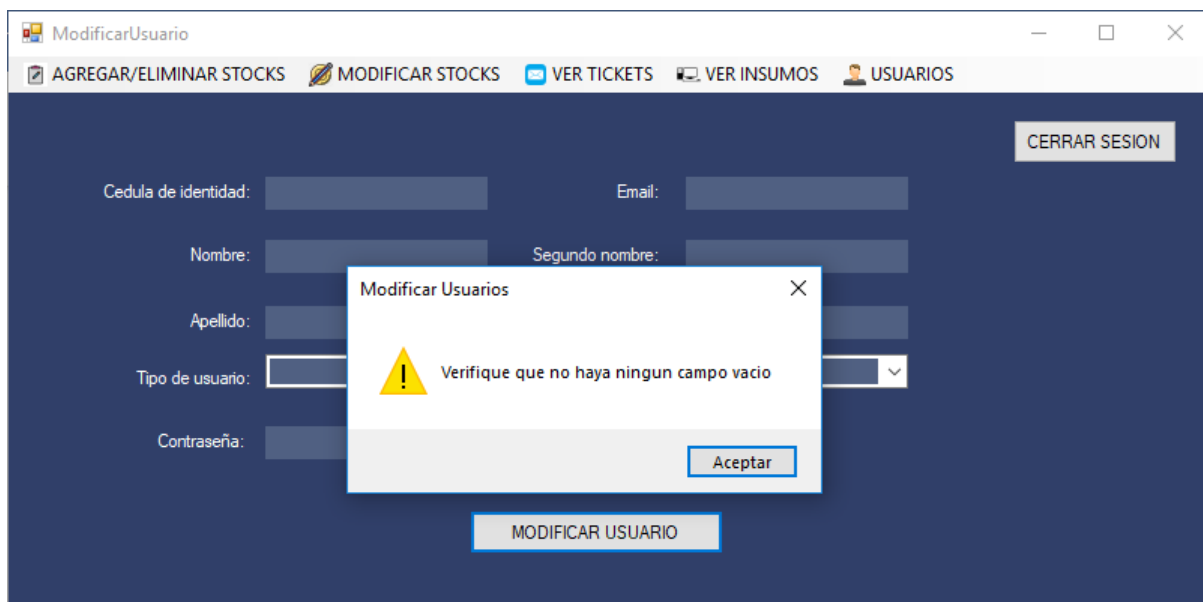 ModificarUsuario
AGREGAR/ELIMINAR STOCKS MODIFICAR STOCKS VER TICKETS VER INSUMOS USUARIOS
CERRAR SESION
Cedula de identidad: Email:
Nombre: Segundo nombre:
Modificar Usuarios
Apellido:
Verifique que no haya ningun campo vacio
Tipo de usuario:
Contraseña:
Aceptar
MODIFICAR USUARIO